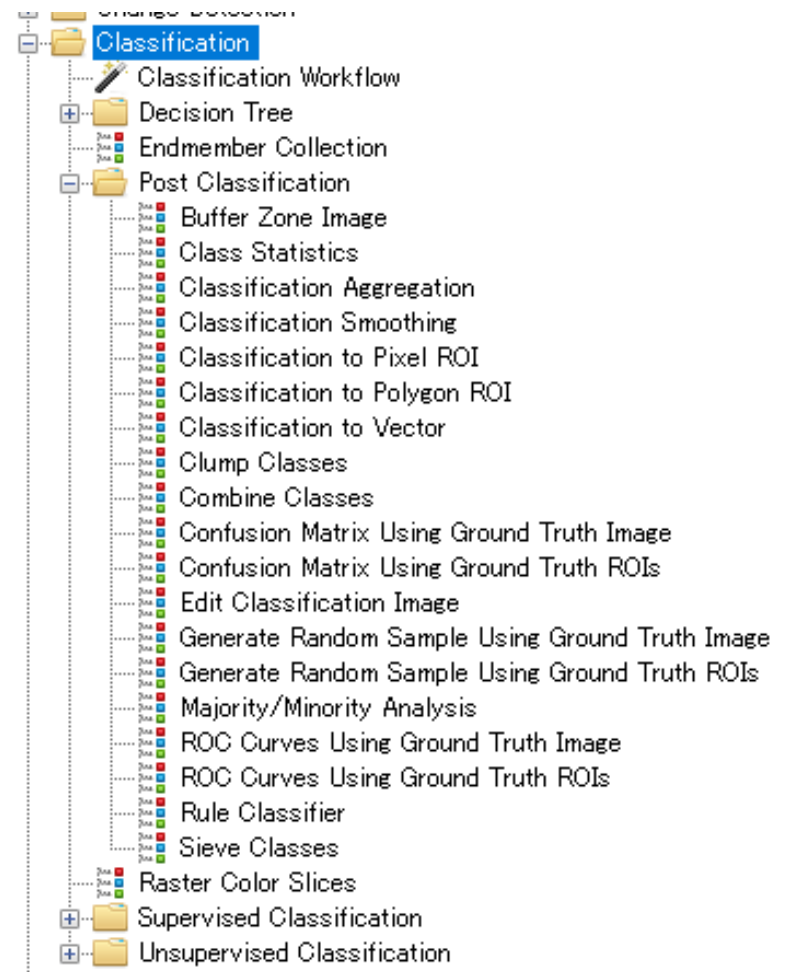 Change Detection
Classification
Classification Workflow
Decision Tree
Endmember Collection
Post Classification
Buffer Zone Image
Class Statistics
Classification Aggregation
Classification Smoothing
Classification to Pixel ROI
Classification to Polygon ROI
Classification to Vector
Clump Classes
Combine Classes
Confusion Matrix Using Ground Truth Image
Confusion Matrix Using Ground Truth ROIs
Edit Classification Image
Generate Random Sample Using Ground Truth Image
Generate Random Sample Using Ground Truth ROIs
Majority/Minority Analysis
ROC Curves Using Ground Truth Image
ROC Curves Using Ground Truth ROIs
Rule Classifier
Sieve Classes
Raster Color Slices
Supervised Classification
Unsupervised Classification